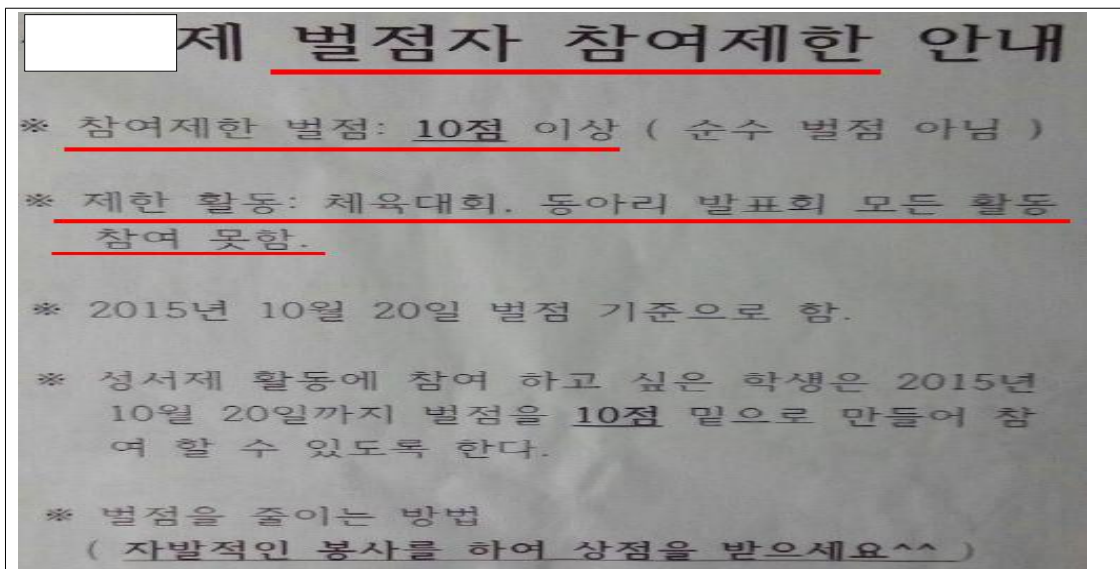 제 벌점자 참여제한 안내
※ 참여제한 벌점: 10점 이상 ( 순수 벌점 아님 )
※ 제한 활동: 체육대회. 동아리 발표회 모든 활동
참여 못함.
※ 2015년 10월 20일 벌점 기준으로 함.
※ 성서제 활동에 참여 하고 싶은 학생은 2015년
10월 20일까지 벌점을 10점 밑으로 만들어 참
여 할 수 있도록 한다.
※ 벌점을 줄이는 방법
( 자발적인 봉사를 하여 상점을 받으세요^^ )